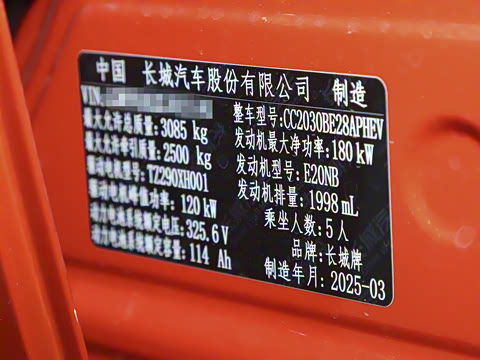 中国 长城汽车股份有限公司 制造
VIN:
整车型号:CC2030BE28APHEV
最大允许总质量:3085 kg
发动机最大净功率:180 kW
最大允许牵引质量:2500 kg
发动机型号:E20NB
驱动电机型号:TZ290XH001
发动机排量:1998 mL
驱动电机峰值功率:120 kW
乘坐人数:5 人
动力电池系统额定电压:325.6V
品牌:长城牌
动力电池系统额定容量:114 Ah
制造年月:2025-03